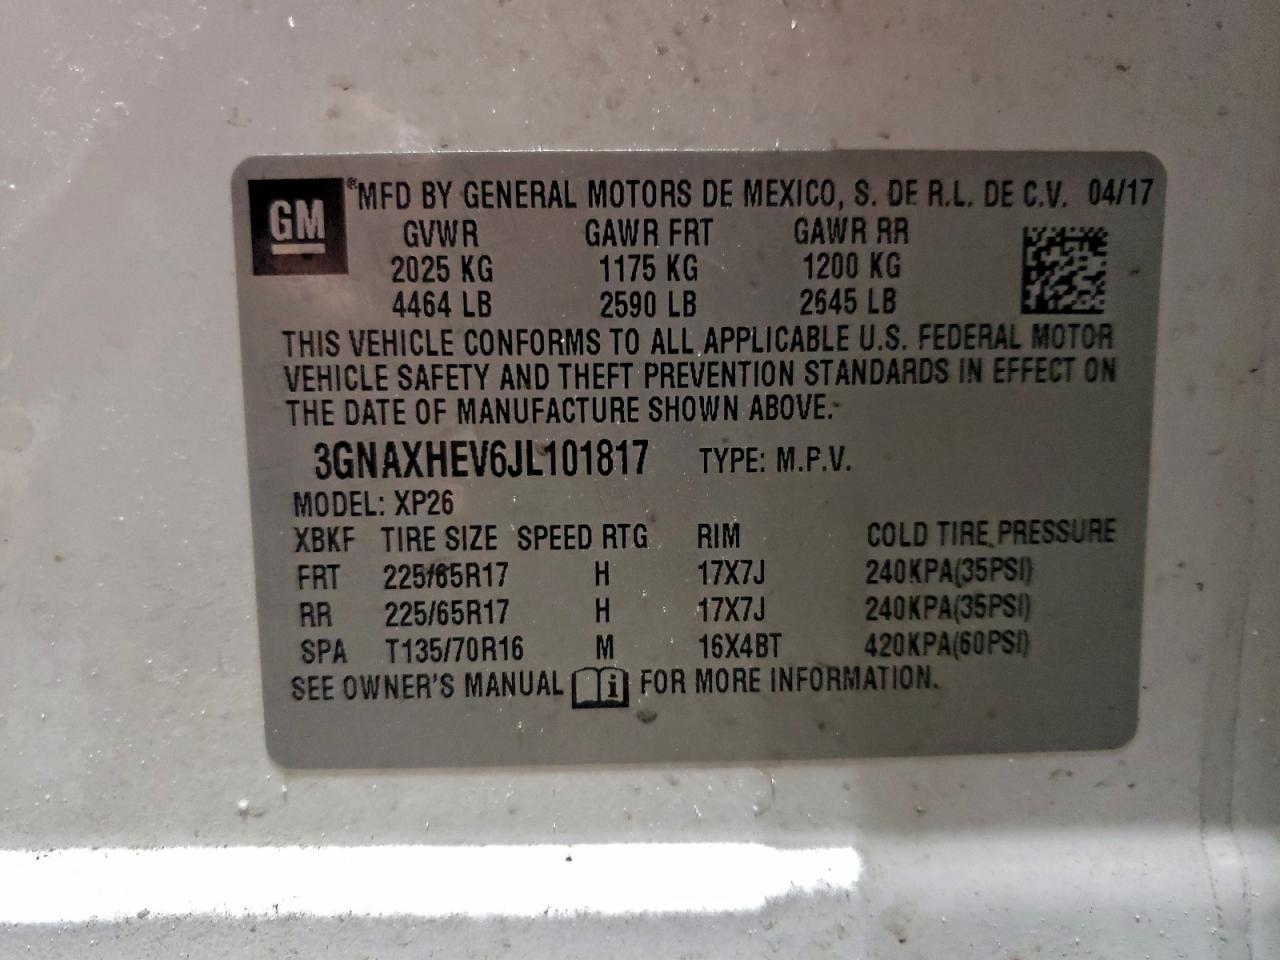 GM ® MFD BY GENERAL MOTORS DE MEXICO, S. DE R.L. DE C.V. 04/17
GVWR GAWR FRT GAWR RR
2025 KG 1175 KG 1200 KG
4464 LB 2590 LB 2645 LB
THIS VEHICLE CONFORMS TO ALL APPLICABLE U.S. FEDERAL MOTOR
VEHICLE SAFETY AND THEFT PREVENTION STANDARDS IN EFFECT ON
THE DATE OF MANUFACTURE SHOWN ABOVE.
3GNAXHEV6JL101817 TYPE: M.P.V.
MODEL: XP26
XBKF TIRE SIZE SPEED RTG RIM COLD TIRE PRESSURE
FRT 225/65R17 H 17X7J 240KPA(35PSI)
RR 225/65R17 H 17X7J 240KPA(35PSI)
SPA T135/70R16 M 16X4BT 420KPA(60PSI)
SEE OWNER'S MANUAL i FOR MORE INFORMATION.